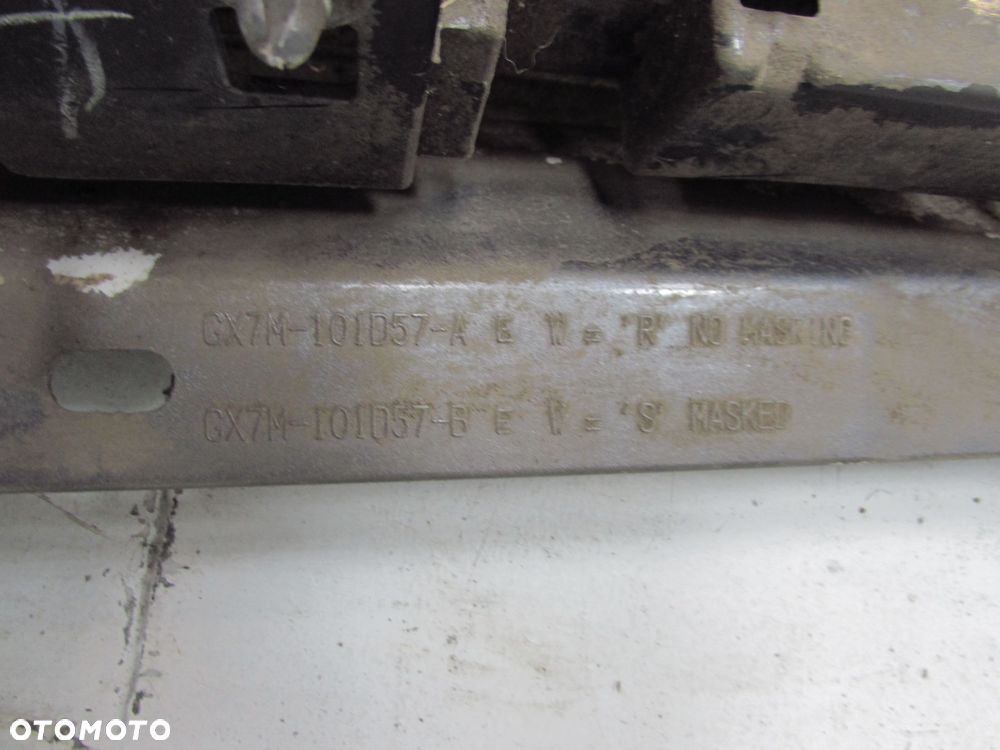 GX7M-101D57-A E W = 'R' NO MASKING
GX7M-101D57-B E W = 'S' MASKED
OTOMOTO